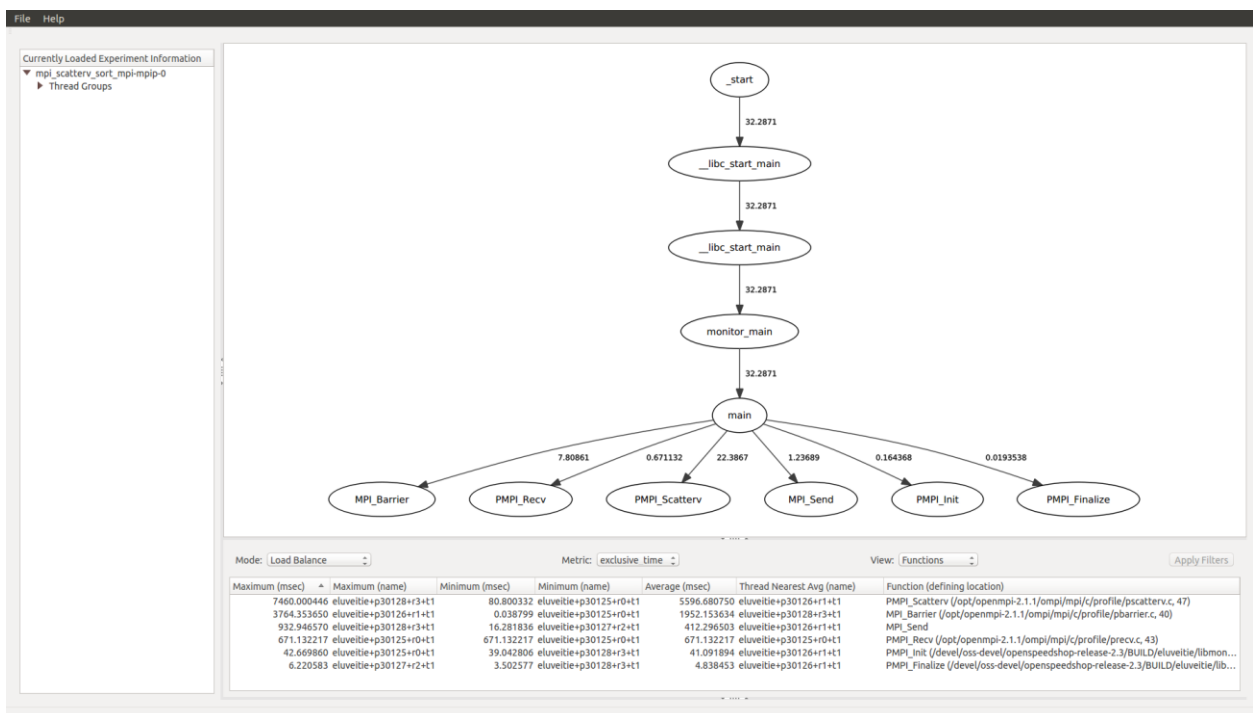 File Help
Currently Loaded Experiment Information
mpi_scatterv_sort_mpi-mpip-0
Thread Groups
_start
32.2871
__libc_start_main
32.2871
__libc_start_main
32.2871
monitor_main
32.2871
main
7.80861 0.671132 22.3867 1.23689 0.164368 0.0193538
MPI_Barrier PMPI_Recv PMPI_Scatterv MPI_Send PMPI_Init PMPI_Finalize
Mode: Load Balance Metric: exclusive_time View: Functions Apply Filters
Maximum (msec) Maximum (name) Minimum (msec) Minimum (name) Average (msec) Thread Nearest Avg (name) Function (defining location)
7460.000446 eluveitie+p30128+r3+t1 80.800332 eluveitie+p30125+r0+t1 5596.680750 eluveitie+p30126+r1+t1 PMPI_Scatterv (/opt/openmpi-2.1.1/ompi/mpi/c/profile/pscatterv.c, 47)
3764.353650 eluveitie+p30126+r1+t1 0.038799 eluveitie+p30125+r0+t1 1952.153634 eluveitie+p30128+r3+t1 MPI_Barrier (/opt/openmpi-2.1.1/ompi/mpi/c/profile/pbarrier.c, 40)
932.946570 eluveitie+p30128+r3+t1 16.281836 eluveitie+p30127+r2+t1 412.296503 eluveitie+p30126+r1+t1 MPI_Send
671.132217 eluveitie+p30125+r0+t1 671.132217 eluveitie+p30125+r0+t1 671.132217 eluveitie+p30125+r0+t1 PMPI_Recv (/opt/openmpi-2.1.1/ompi/mpi/c/profile/precv.c, 43)
42.669860 eluveitie+p30125+r0+t1 39.042806 eluveitie+p30128+r3+t1 41.091894 eluveitie+p30126+r1+t1 PMPI_Init (/devel/oss-devel/openspeedshop-release-2.3/BUILD/eluveitie/libmon...
6.220583 eluveitie+p30127+r2+t1 3.502577 eluveitie+p30128+r3+t1 4.838453 eluveitie+p30126+r1+t1 PMPI_Finalize (/devel/oss-devel/openspeedshop-release-2.3/BUILD/eluveitie/lib...